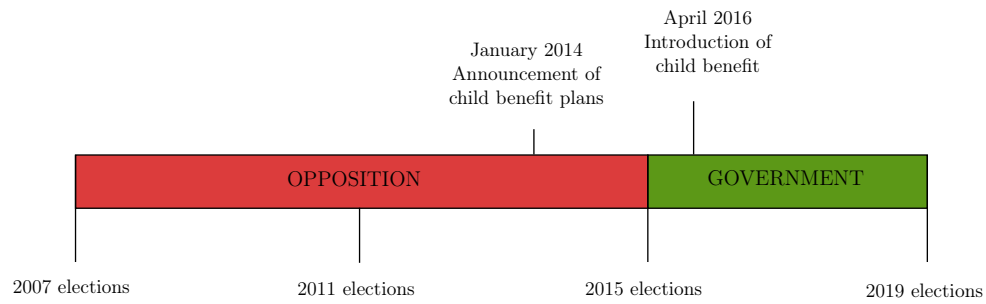 April 2016
Introduction of
child benefit
January 2014
Announcement of
child benefit plans
OPPOSITION
GOVERNMENT
2007 elections
2011 elections
2015 elections
2019 elections